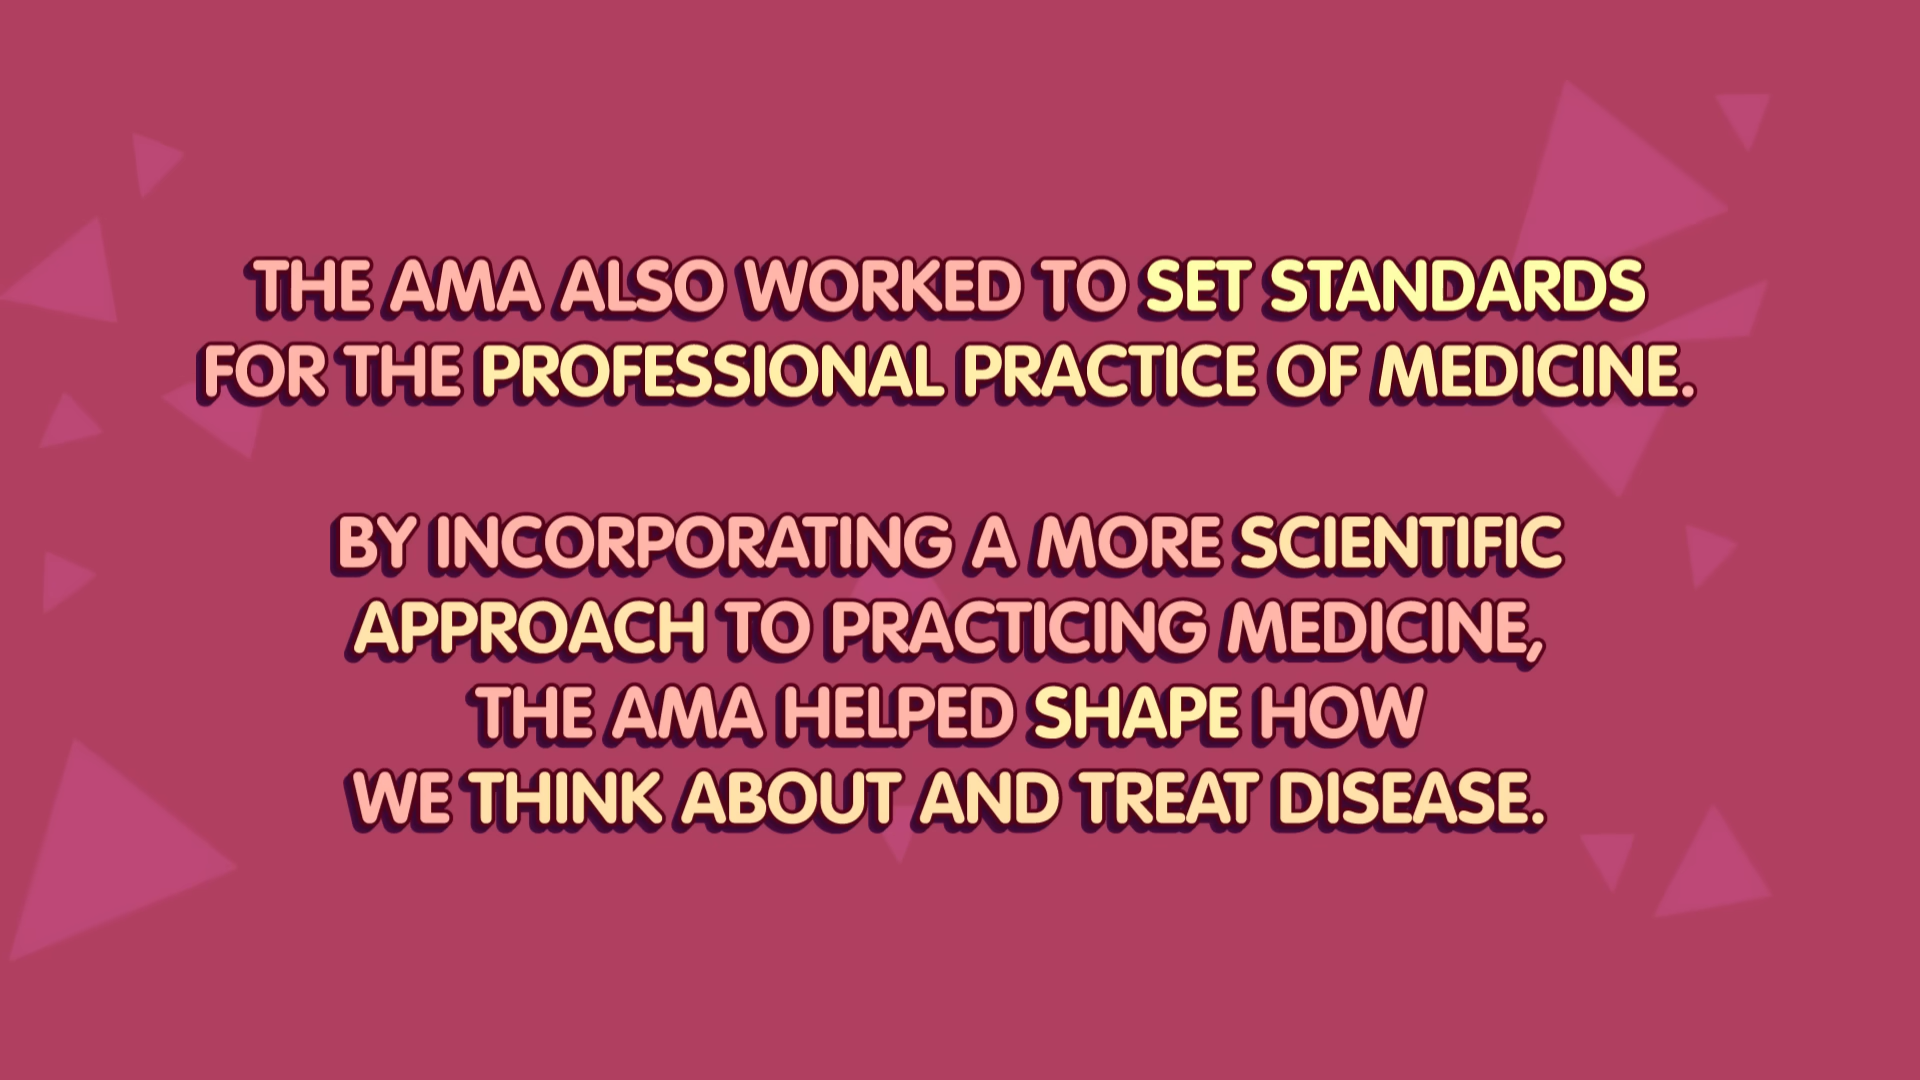 THE AMA ALSO WORKED TO SET STANDARDS
FOR THE PROFESSIONAL PRACTICE OF MEDICINE.
BY INCORPORATING A MORE SCIENTIFIC
APPROACH TO PRACTICING MEDICINE,
THE AMA HELPED SHAPE HOW
WE THINK ABOUT AND TREAT DISEASE.